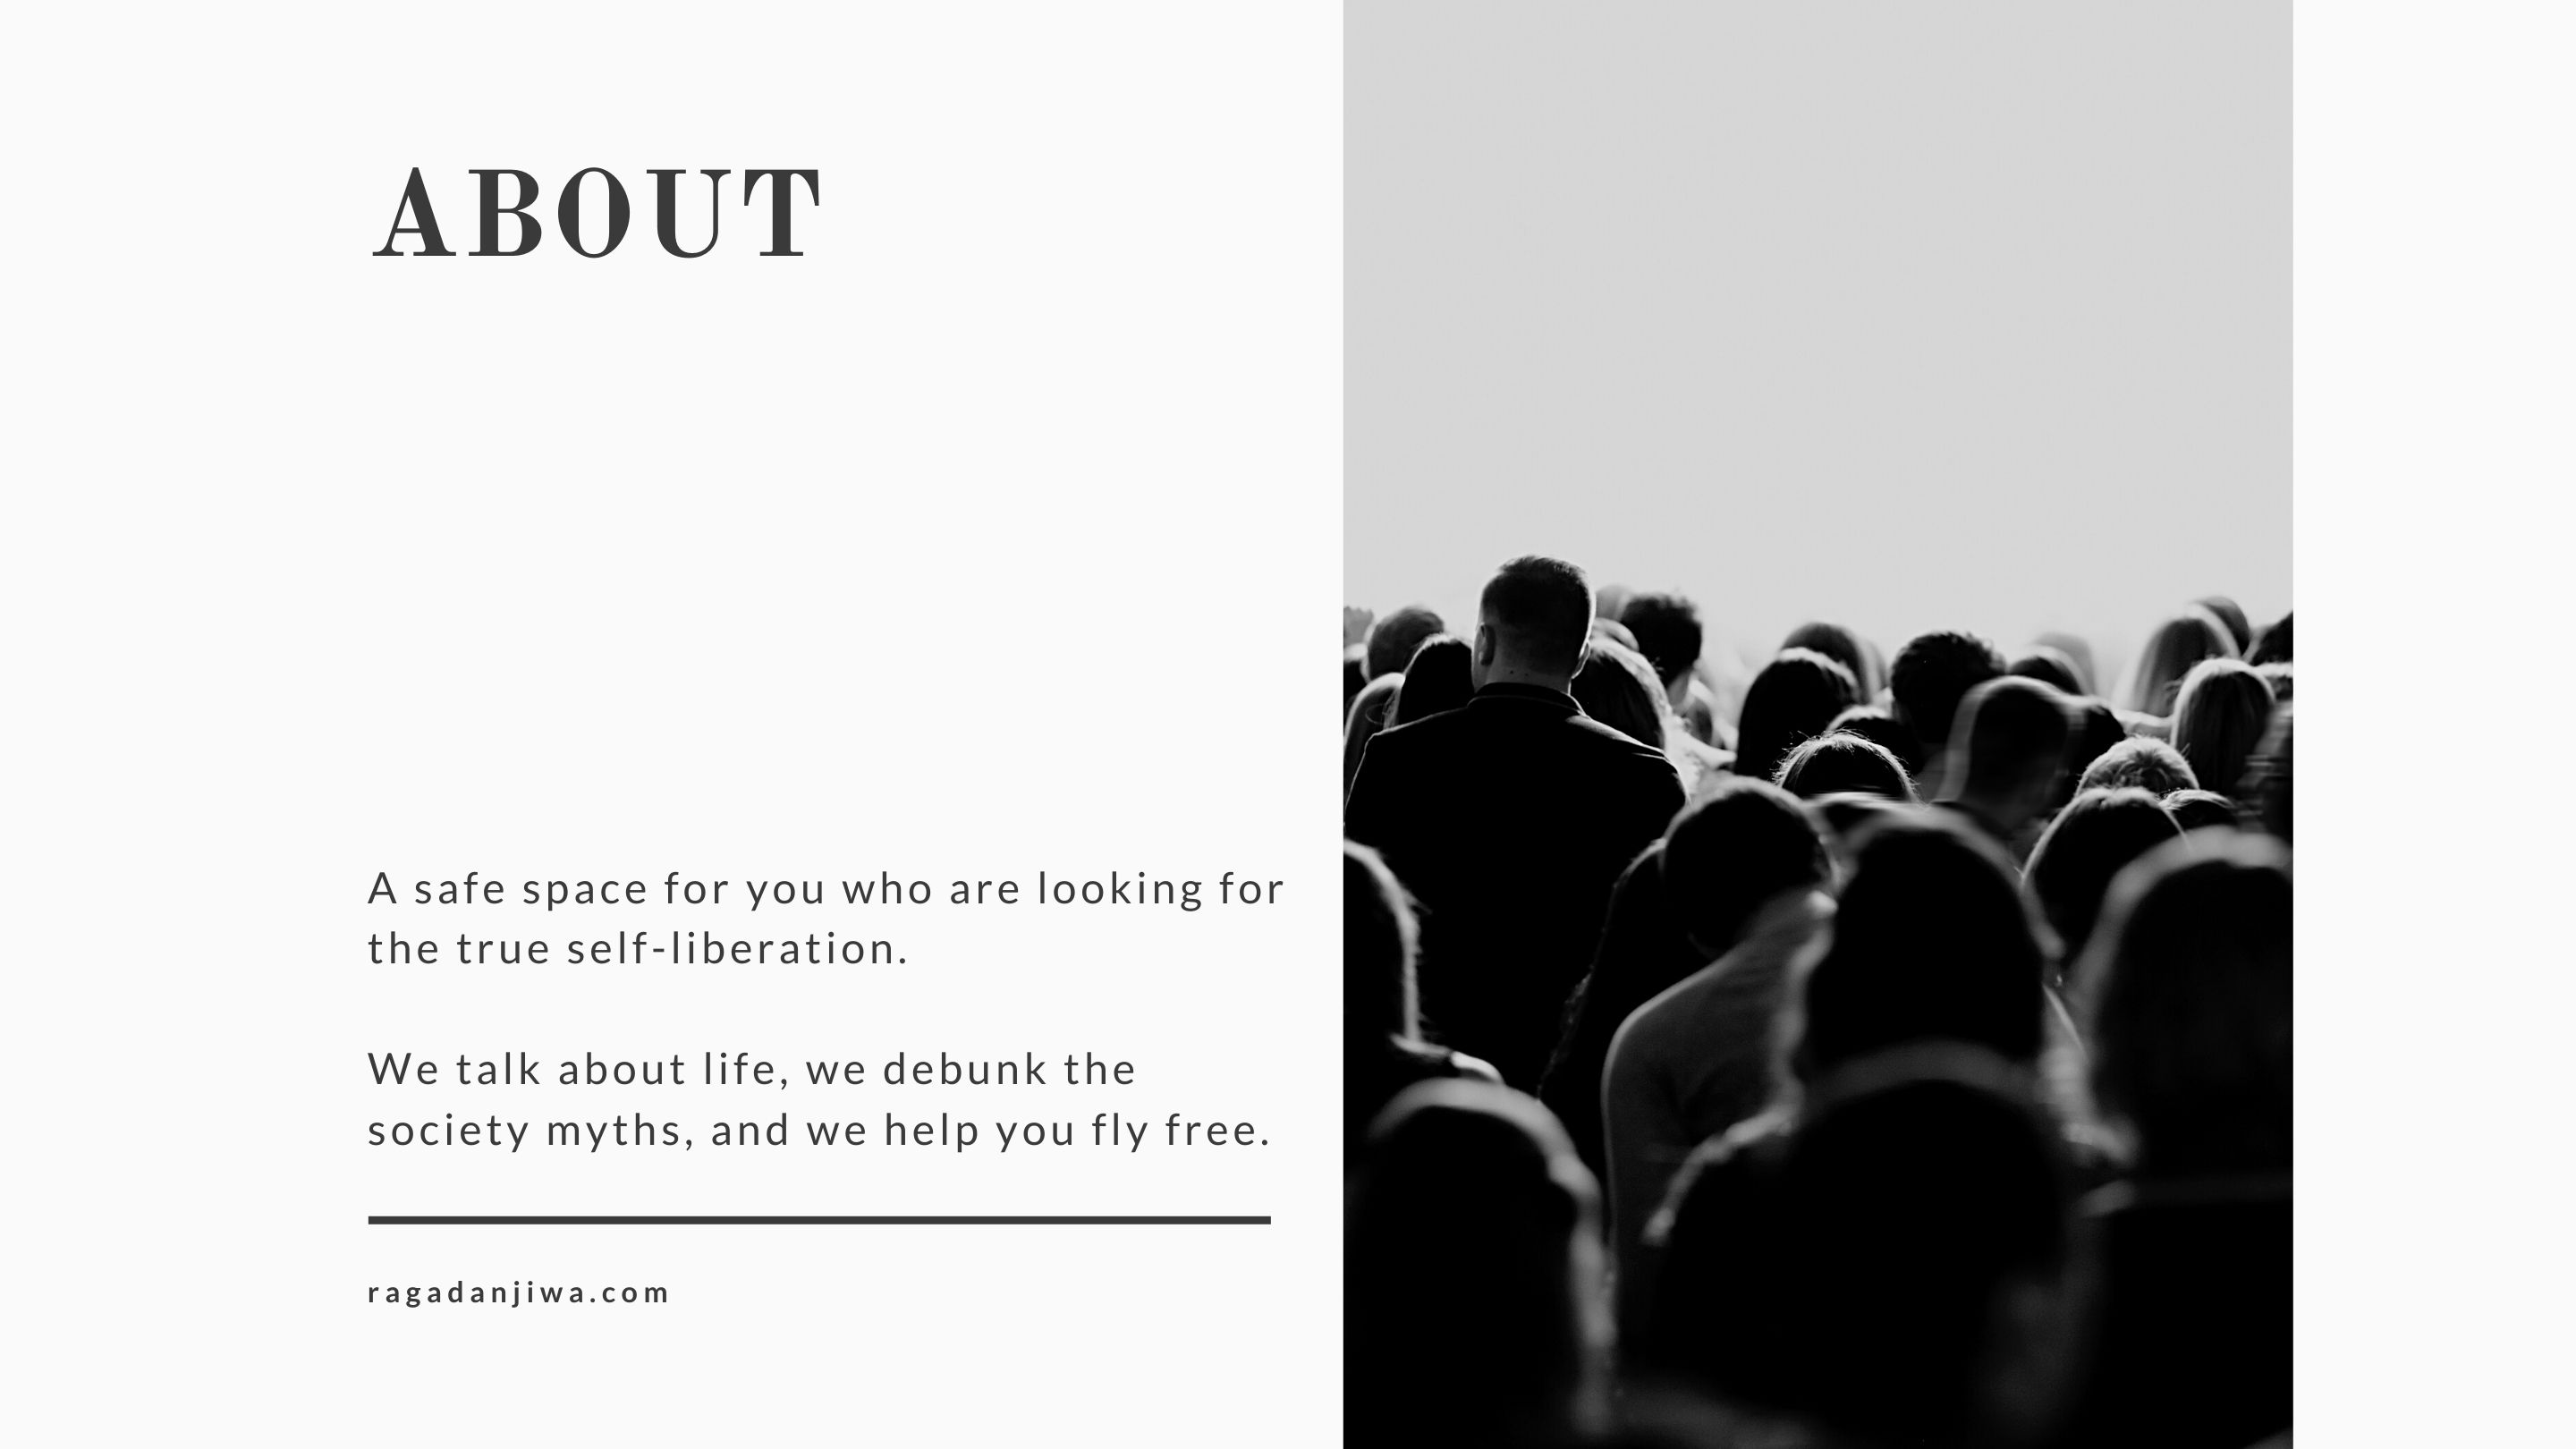 ABOUT
A safe space for you who are looking for
the true self-liberation.
We talk about life, we debunk the
society myths, and we help you fly free.
ragadanjiwa.com